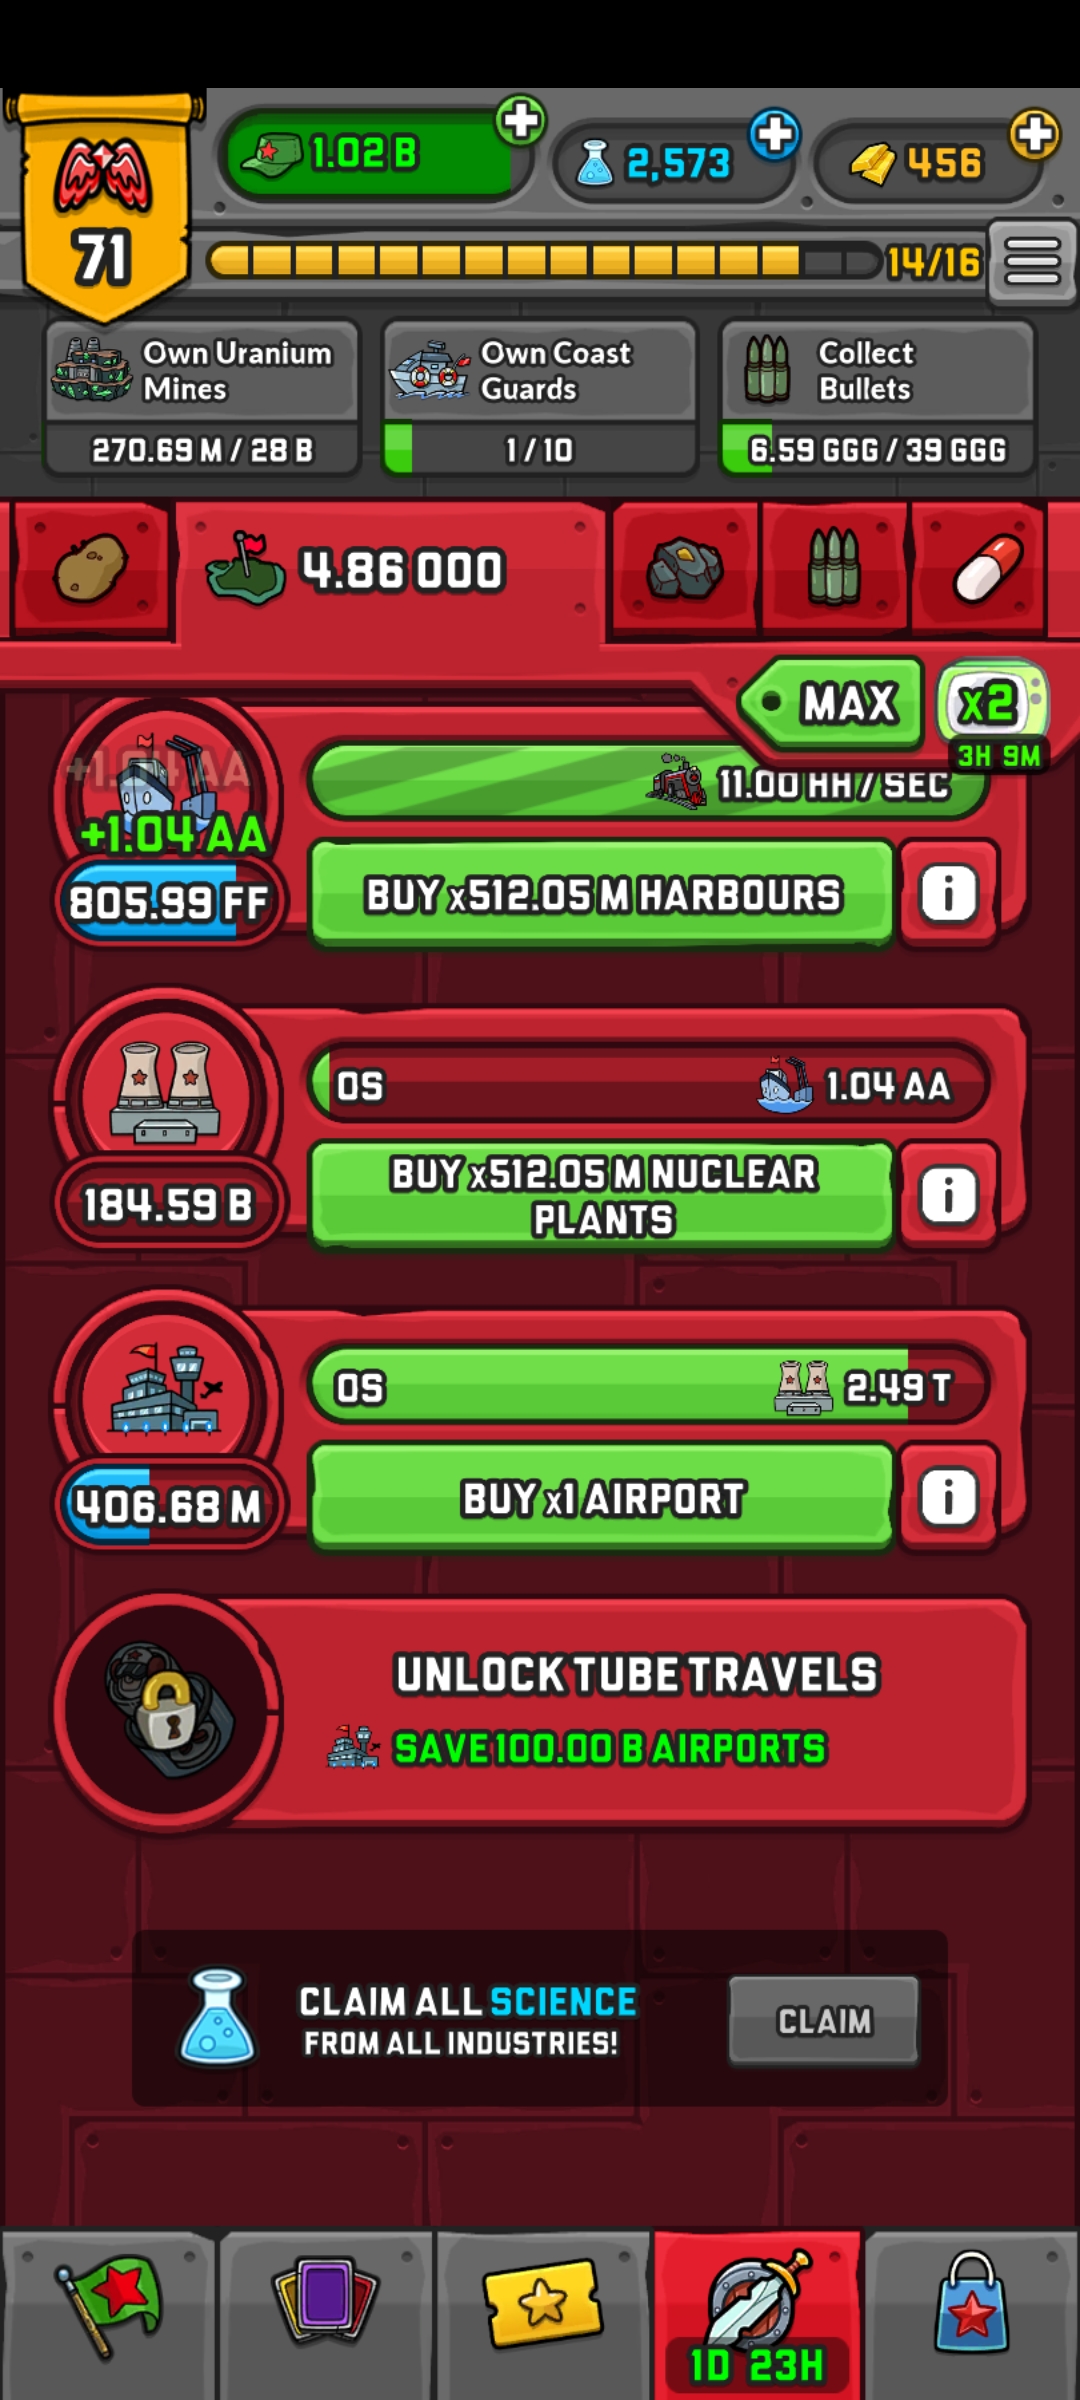 71
1.02 B
2,573
456
14/16
Own Uranium
Mines
270.69 M / 28 B
Own Coast
Guards
1 / 10
Collect
Bullets
6.59 GGG / 39 GGG
4.86 OOO
MAX
x2
3H 9M
+1.04 AA
+1.04 AA
805.99 FF
11.00 HH / SEC
BUY x512.05 M HARBOURS
i
0S
1.04 AA
184.59 B
BUY x512.05 M NUCLEAR
PLANTS
i
0S
2.49 T
406.68 M
BUY x1 AIRPORT
i
UNLOCK TUBE TRAVELS
SAVE 100.00 B AIRPORTS
CLAIM ALL SCIENCE
FROM ALL INDUSTRIES!
CLAIM
1D 23H